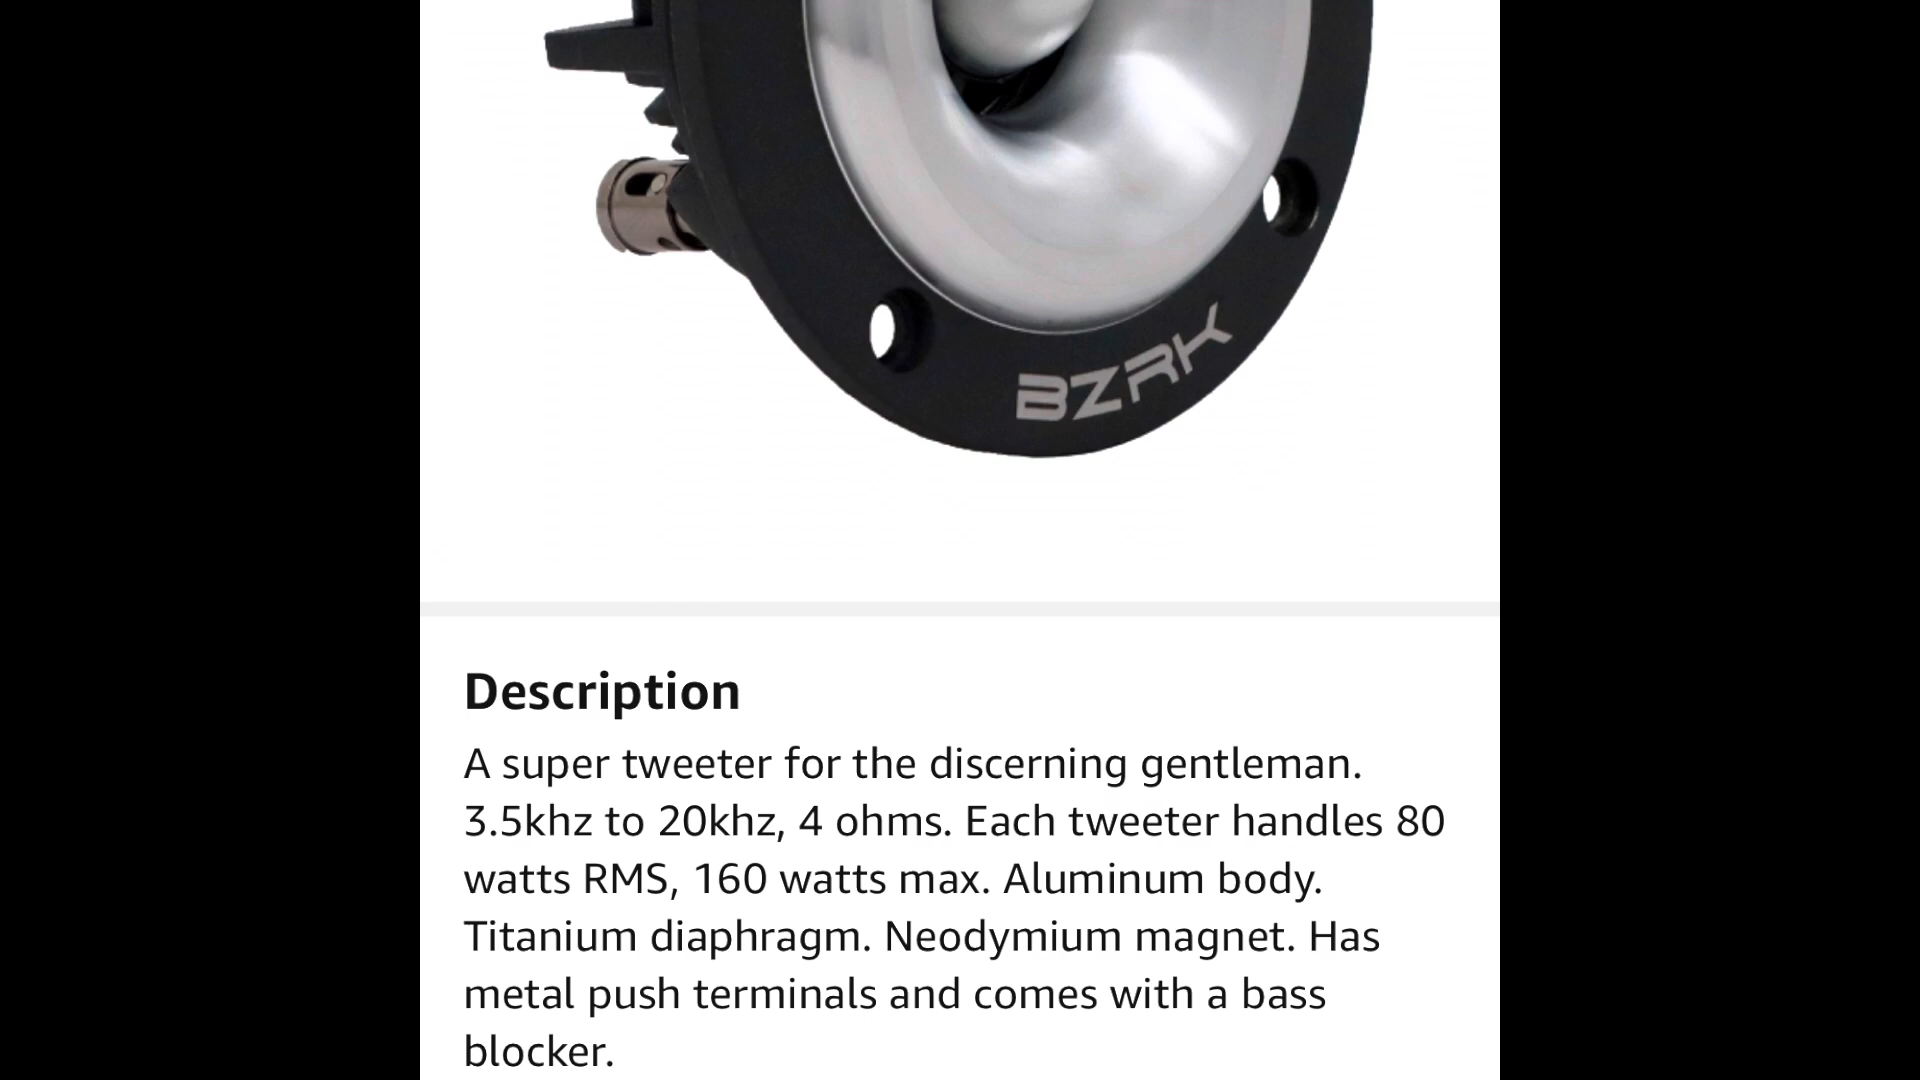 BZRK
Description
A super tweeter for the discerning gentleman.
3.5khz to 20khz, 4 ohms. Each tweeter handles 80
watts RMS, 160 watts max. Aluminum body.
Titanium diaphragm. Neodymium magnet. Has
metal push terminals and comes with a bass
blocker.